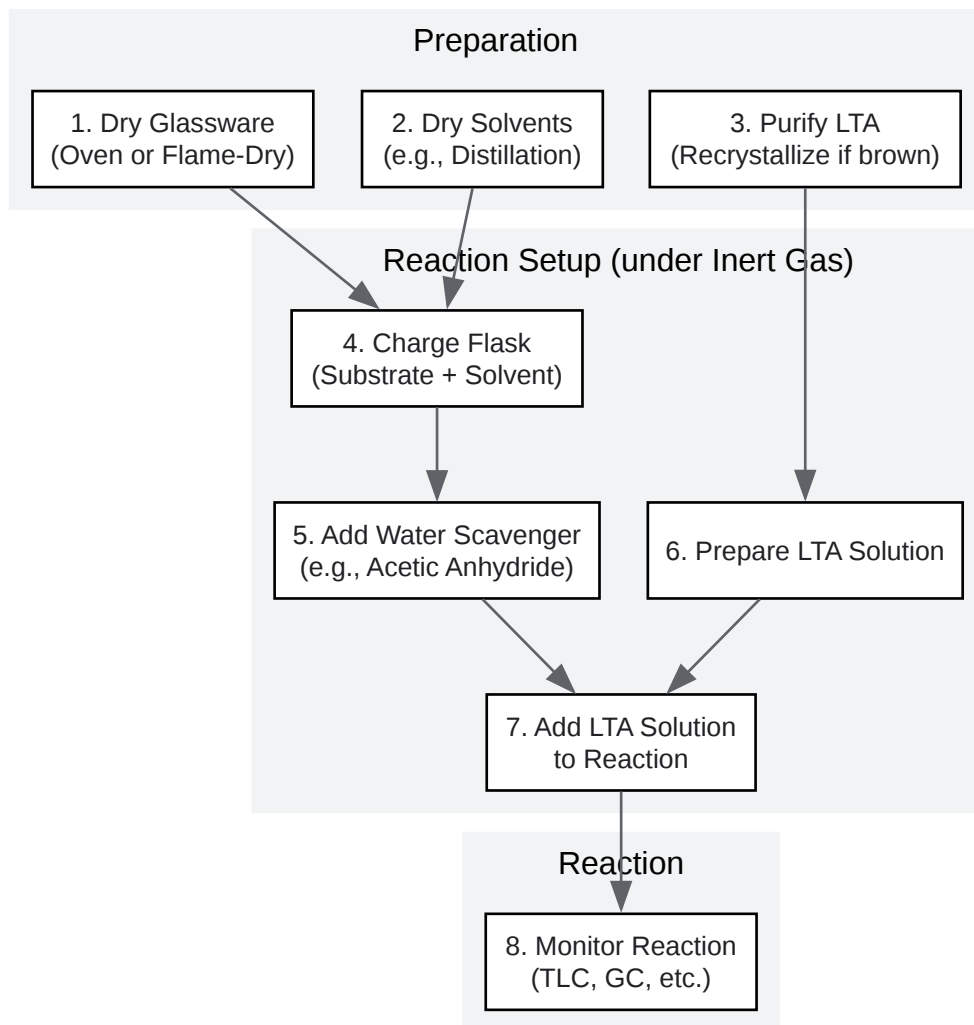 Preparation
1. Dry Glassware
(Oven or Flame-Dry)
2. Dry Solvents
(e.g., Distillation)
3. Purify LTA
(Recrystallize if brown)
Reaction Setup (under Inert Gas)
4. Charge Flask
(Substrate + Solvent)
5. Add Water Scavenger
(e.g., Acetic Anhydride)
6. Prepare LTA Solution
7. Add LTA Solution
to Reaction
Reaction
8. Monitor Reaction
(TLC, GC, etc.)